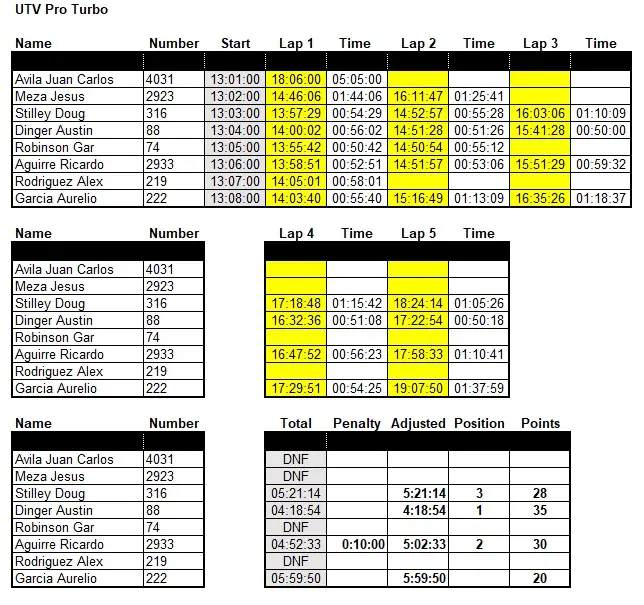 UTV Pro Turbo
Name Number Start Lap 1 Time Lap 2 Time Lap 3 Time
Avila Juan Carlos 4031 13:01:00 18:06:00 05:05:00
Meza Jesus 2923 13:02:00 14:46:06 01:44:06 16:11:47 01:25:41
Stilley Doug 316 13:03:00 13:57:29 00:54:29 14:52:57 00:55:28 16:03:06 01:10:09
Dinger Austin 88 13:04:00 14:00:02 00:56:02 14:51:28 00:51:26 15:41:28 00:50:00
Robinson Gar 74 13:05:00 13:55:42 00:50:42 14:50:54 00:55:12
Aguirre Ricardo 2933 13:06:00 13:58:51 00:52:51 14:51:57 00:53:06 15:51:29 00:59:32
Rodriguez Alex 219 13:07:00 14:05:01 00:58:01
Garcia Aurelio 222 13:08:00 14:03:40 00:55:40 15:16:49 01:13:09 16:35:26 01:18:37
Name Number Lap 4 Time Lap 5 Time
Avila Juan Carlos 4031
Meza Jesus 2923
Stilley Doug 316 17:18:48 01:15:42 18:24:14 01:05:26
Dinger Austin 88 16:32:36 00:51:08 17:22:54 00:50:18
Robinson Gar 74
Aguirre Ricardo 2933 16:47:52 00:56:23 17:58:33 01:10:41
Rodriguez Alex 219
Garcia Aurelio 222 17:29:51 00:54:25 19:07:50 01:37:59
Name Number Total Penalty Adjusted Position Points
Avila Juan Carlos 4031 DNF
Meza Jesus 2923 DNF
Stilley Doug 316 05:21:14 5:21:14 3 28
Dinger Austin 88 04:18:54 4:18:54 1 35
Robinson Gar 74 DNF
Aguirre Ricardo 2933 04:52:33 0:10:00 5:02:33 2 30
Rodriguez Alex 219 DNF
Garcia Aurelio 222 05:59:50 5:59:50 20